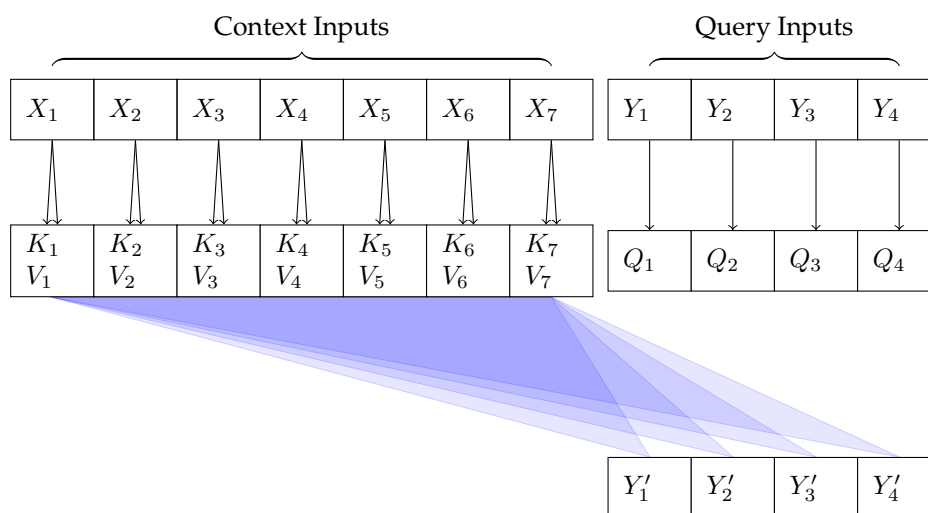 Context Inputs Query Inputs
X₁ X₂ X₃ X₄ X₅ X₆ X₇ Y₁ Y₂ Y₃ Y₄
K₁ K₂ K₃ K₄ K₅ K₆ K₇
V₁ V₂ V₃ V₄ V₅ V₆ V₇
Q₁ Q₂ Q₃ Q₄
Y′₁ Y′₂ Y′₃ Y′₄